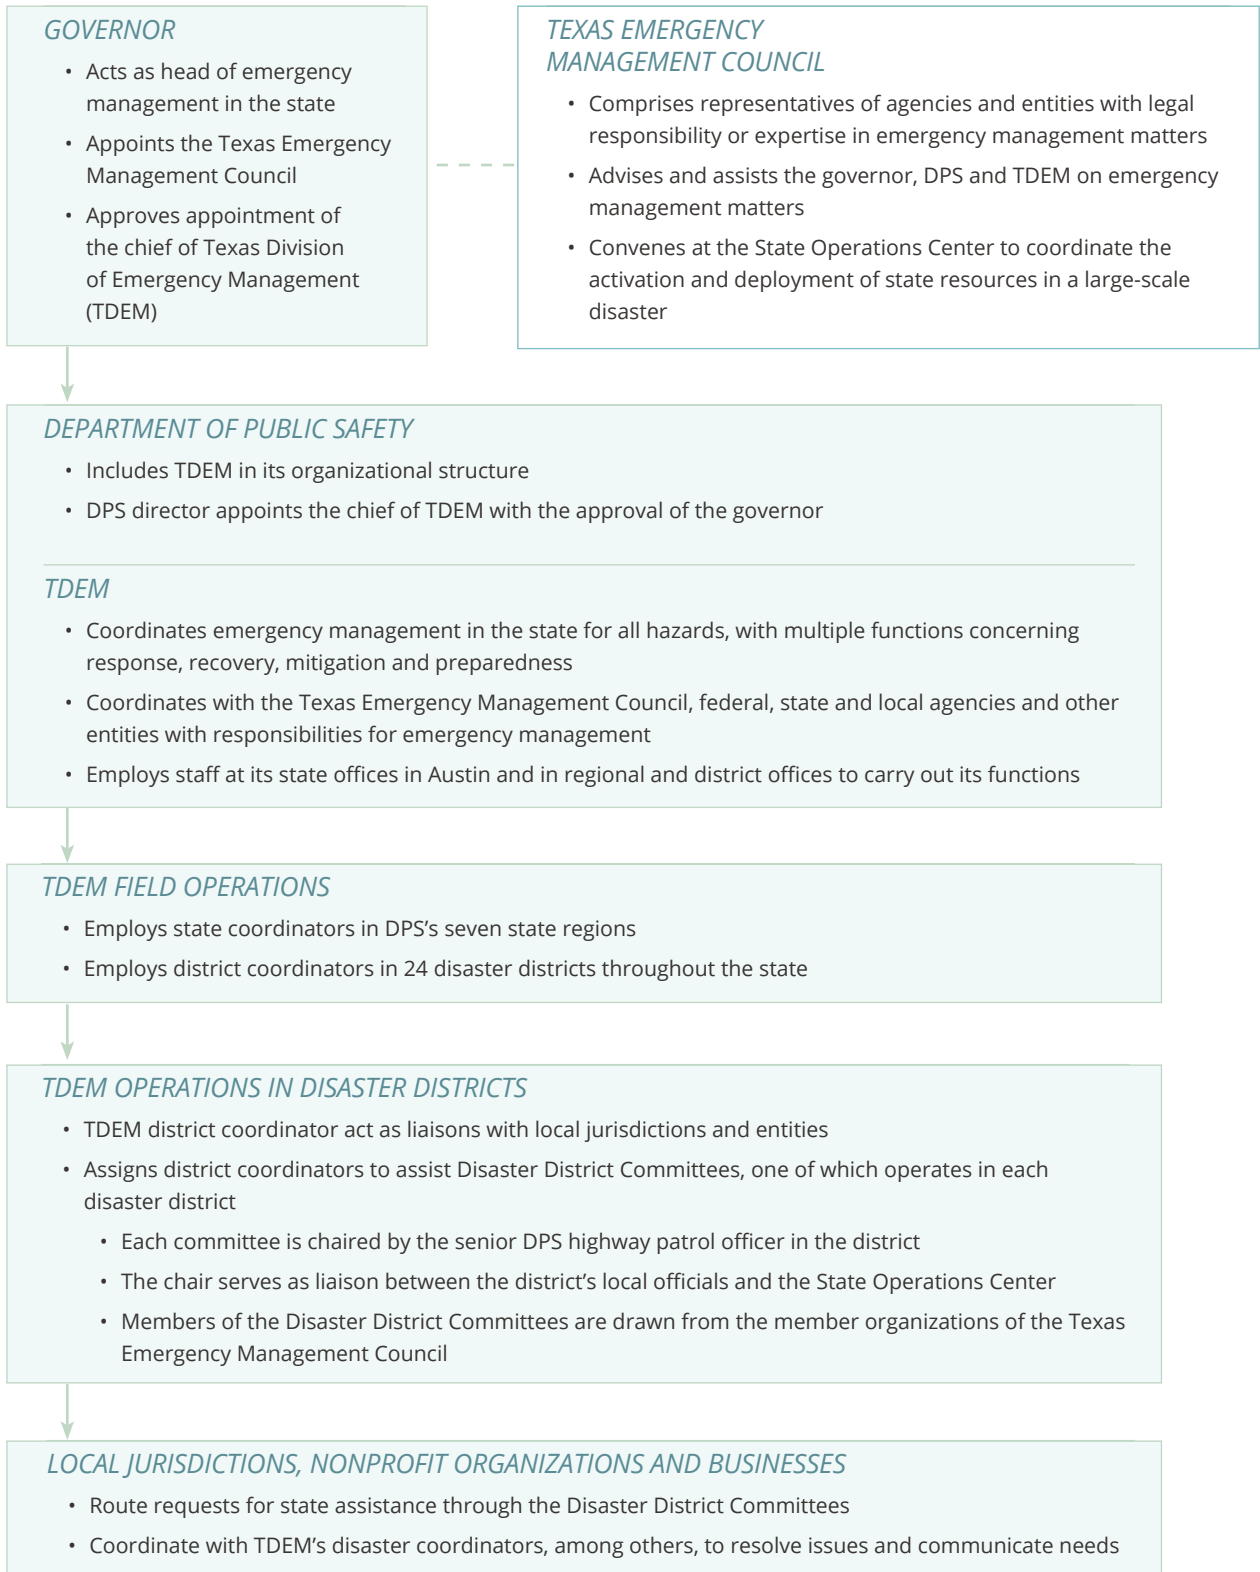 GOVERNOR
• Acts as head of emergency
management in the state
• Appoints the Texas Emergency
Management Council
• Approves appointment of
the chief of Texas Division
of Emergency Management
(TDEM)
TEXAS EMERGENCY
MANAGEMENT COUNCIL
• Comprises representatives of agencies and entities with legal
responsibility or expertise in emergency management matters
• Advises and assists the governor, DPS and TDEM on emergency
management matters
• Convenes at the State Operations Center to coordinate the
activation and deployment of state resources in a large-scale
disaster
DEPARTMENT OF PUBLIC SAFETY
• Includes TDEM in its organizational structure
• DPS director appoints the chief of TDEM with the approval of the governor
TDEM
• Coordinates emergency management in the state for all hazards, with multiple functions concerning
response, recovery, mitigation and preparedness
• Coordinates with the Texas Emergency Management Council, federal, state and local agencies and other
entities with responsibilities for emergency management
• Employs staff at its state offices in Austin and in regional and district offices to carry out its functions
TDEM FIELD OPERATIONS
• Employs state coordinators in DPS’s seven state regions
• Employs district coordinators in 24 disaster districts throughout the state
TDEM OPERATIONS IN DISASTER DISTRICTS
• TDEM district coordinator act as liaisons with local jurisdictions and entities
• Assigns district coordinators to assist Disaster District Committees, one of which operates in each
disaster district
• Each committee is chaired by the senior DPS highway patrol officer in the district
• The chair serves as liaison between the district’s local officials and the State Operations Center
• Members of the Disaster District Committees are drawn from the member organizations of the Texas
Emergency Management Council
LOCAL JURISDICTIONS, NONPROFIT ORGANIZATIONS AND BUSINESSES
• Route requests for state assistance through the Disaster District Committees
• Coordinate with TDEM’s disaster coordinators, among others, to resolve issues and communicate needs